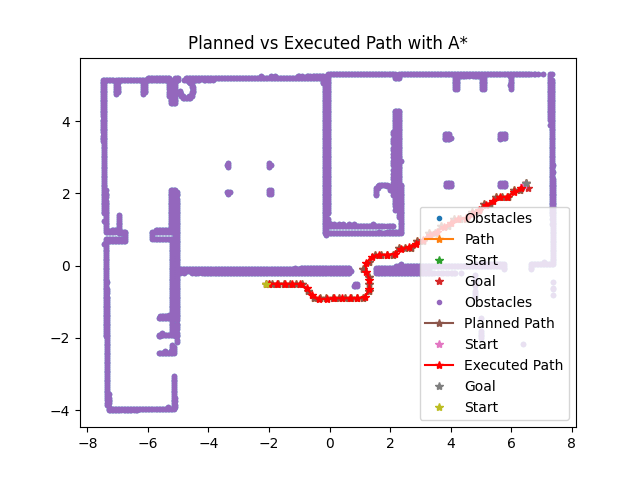 Planned vs Executed Path with A*
4
2
0
−2
−4
−8
−6
−4
−2
0
2
4
6
8
Obstacles
Path
Start
Goal
Obstacles
Planned Path
Start
Executed Path
Goal
Start